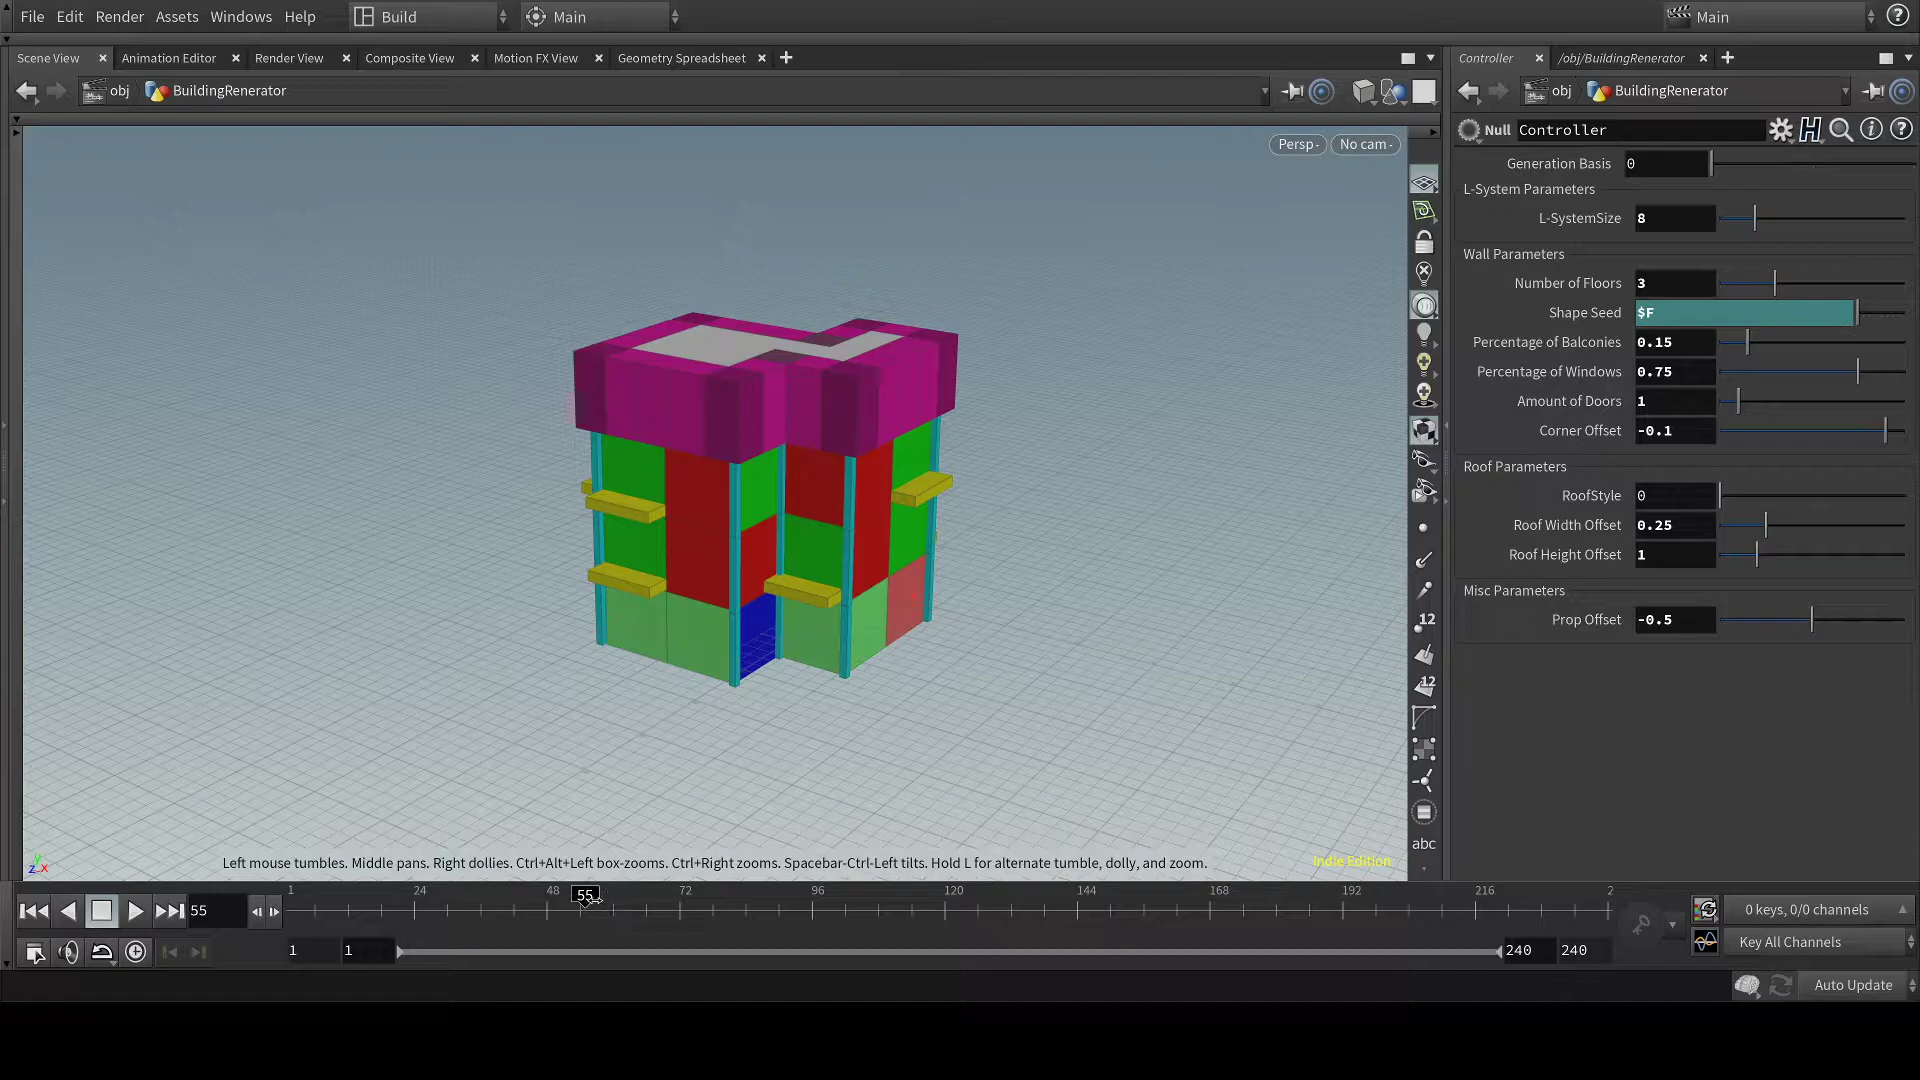 File Edit Render Assets Windows Help Build Main Main
Scene View Animation Editor Render View Composite View Motion FX View Geometry Spreadsheet Controller /obj/BuildingRenerator
obj BuildingRenerator obj BuildingRenerator
Persp No cam
Null Controller
Generation Basis 0
L-System Parameters
L-SystemSize 8
Wall Parameters
Number of Floors 3
Shape Seed $F
Percentage of Balconies 0.15
Percentage of Windows 0.75
Amount of Doors 1
Corner Offset -0.1
Roof Parameters
RoofStyle 0
Roof Width Offset 0.25
Roof Height Offset 1
Misc Parameters
Prop Offset -0.5
12
12
abc
Left mouse tumbles. Middle pans. Right dollies. Ctrl+Alt+Left box-zooms. Ctrl+Right zooms. Spacebar-Ctrl-Left tilts. Hold L for alternate tumble, dolly, and zoom.
Indie Edition
z x
1 24 48 55 72 96 120 144 168 192 216 2
55 0 keys, 0/0 channels
1 1 240 240 Key All Channels
Auto Update